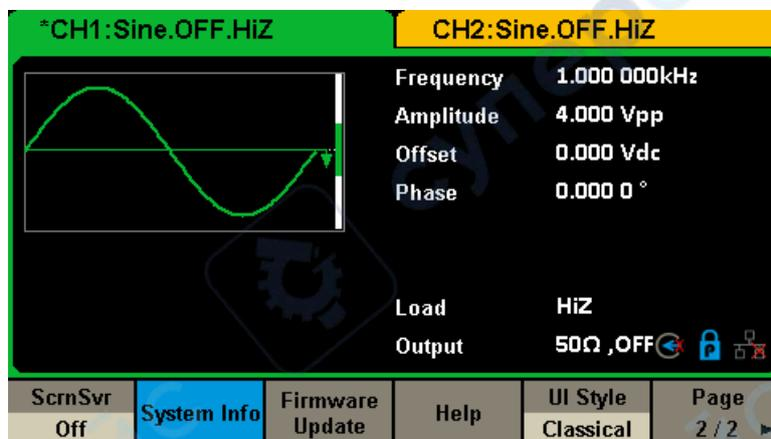 *CH1:Sine.OFF.HiZ
CH2:Sine.OFF.HiZ
Frequency 1.000 000kHz
Amplitude 4.000 Vpp
Offset 0.000 Vdc
Phase 0.000 0 °
Load HiZ
Output 50Ω ,OFF
P
ScrnSvr
Off
System Info
Firmware
Update
Help
UI Style
Classical
Page
2 / 2 ►